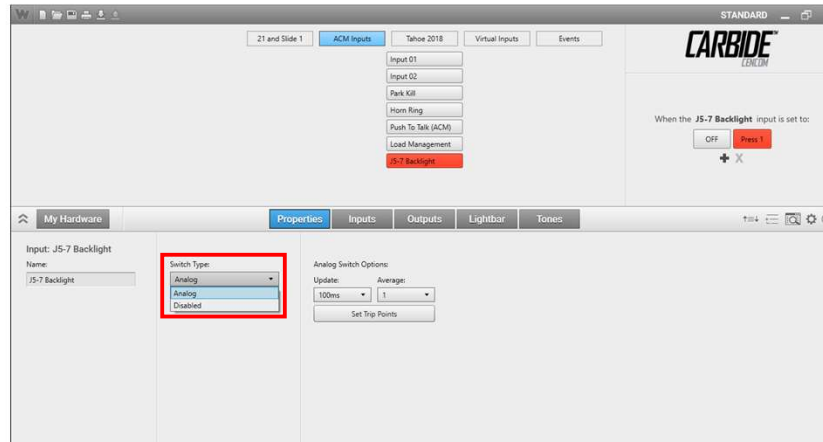 W
STANDARD
21 and Slide 1 ACM Inputs Tahoe 2018 Virtual Inputs Events
CARBIDE™
CENCOM
Input 01
Input 02
Park Kill
Horn Ring
Push To Talk (ACM)
Load Management
J5-7 Backlight
When the J5-7 Backlight input is set to:
OFF Press 1
My Hardware Properties Inputs Outputs Lightbar Tones
Input: J5-7 Backlight
Name: Switch Type: Analog Switch Options:
J5-7 Backlight Analog Update: Average:
Analog 100ms 1
Disabled Set Trip Points